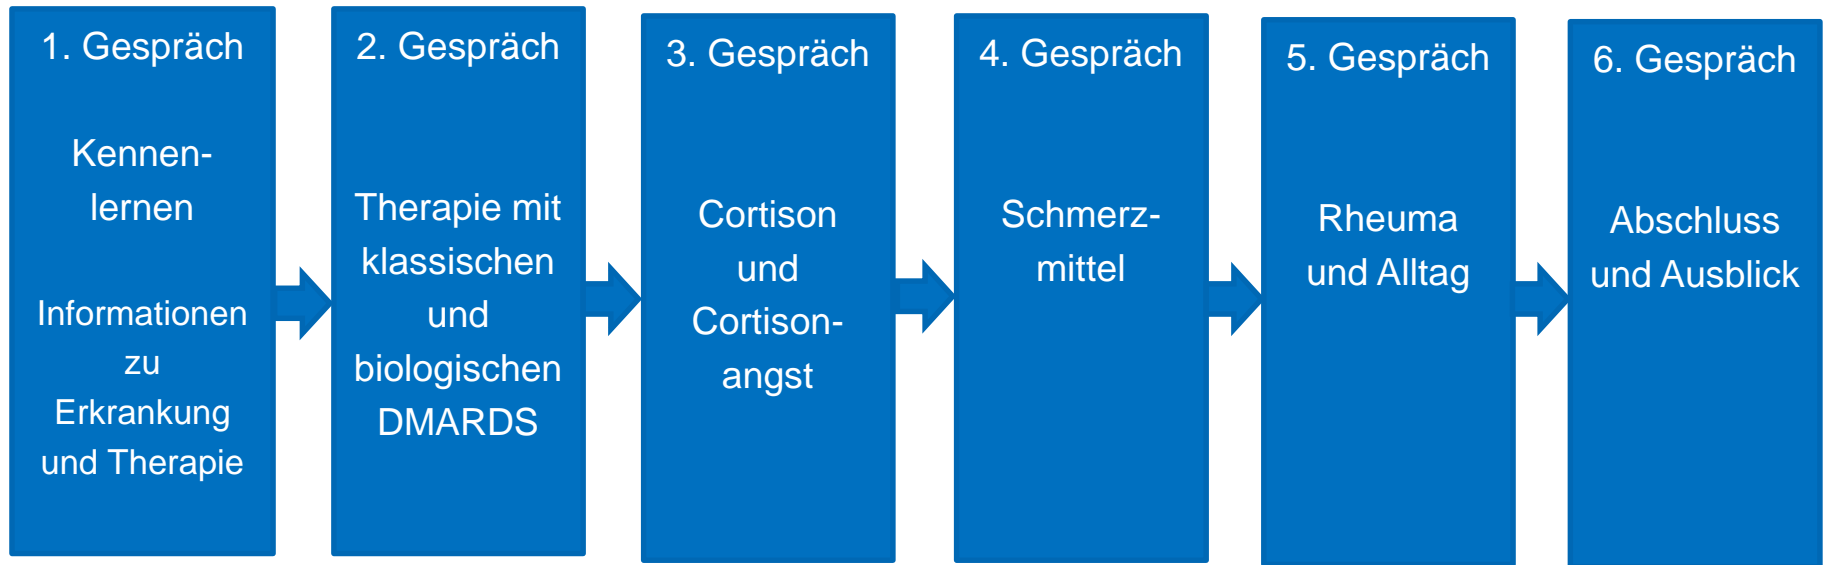 1. Gespräch
Kennen-
lernen
Informationen
zu
Erkrankung
und Therapie
2. Gespräch
Therapie mit
klassischen
und
biologischen
DMARDS
3. Gespräch
Cortison
und
Cortison-
angst
4. Gespräch
Schmerz-
mittel
5. Gespräch
Rheuma
und Alltag
6. Gespräch
Abschluss
und Ausblick